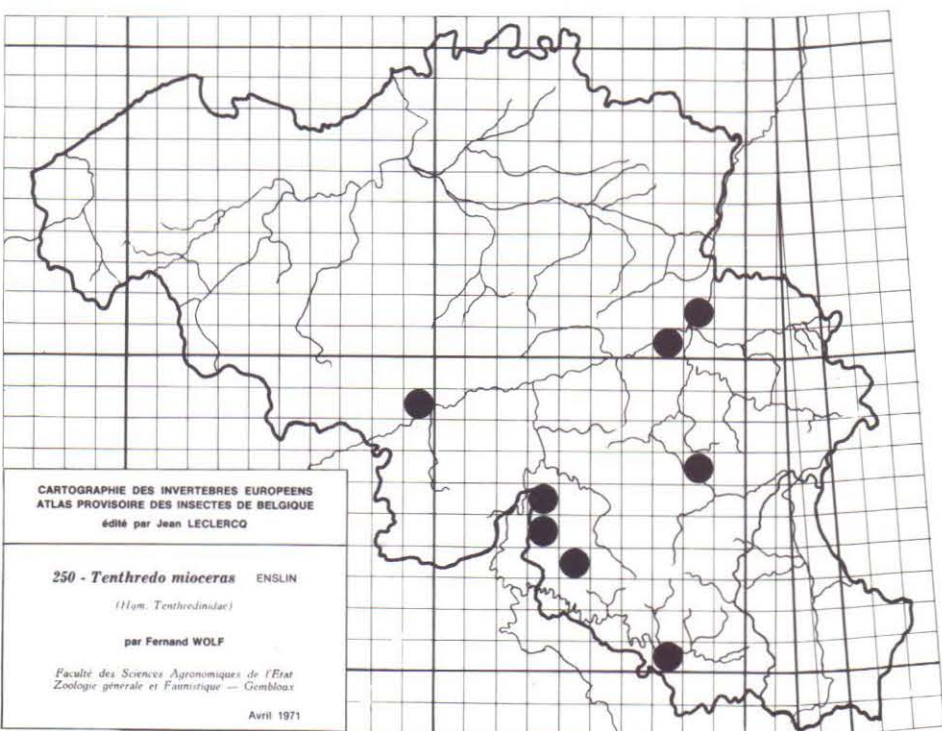 CARTOGRAPHIE DES INVERTEBRES EUROPEENS
ATLAS PROVISOIRE DES INSECTES DE BELGIQUE
édité par Jean LECLERCQ
250 - Tenthredo mioceras ENSLIN
(Hym. Tenthredinidae)
par Fernand WOLF
Faculté des Sciences Agronomiques de l'Etat
Zoologie générale et Faunistique — Gembloux
Avril 1971